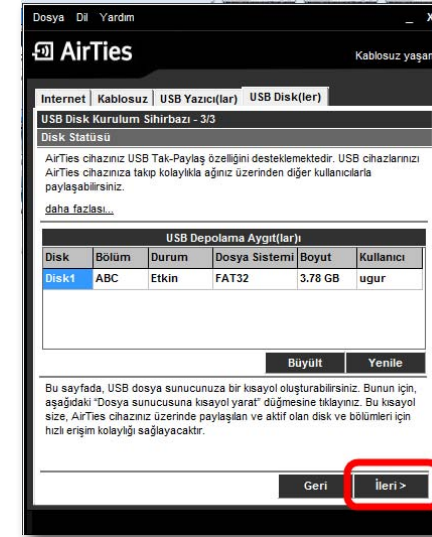 Dosya Dil Yardım _ X
AirTies
Kablosuz yaşam
Internet Kablosuz USB Yazıcı(lar) USB Disk(ler)
USB Disk Kurulum Sihirbazı - 3/3
Disk Statüsü
AirTies cihazınız USB Tak-Paylaş özelliğini desteklemektedir. USB cihazlarınızı
AirTies cihazınıza takıp kolaylıkla ağınız üzerinden diğer kullanıcılarla
paylaşabilirsiniz.
daha fazlası...
USB Depolama Aygıt(lar)ı
Disk Bölüm Durum Dosya Sistemi Boyut Kullanıcı
Disk1 ABC Etkin FAT32 3.78 GB ugur
Büyült Yenile
Bu sayfada, USB dosya sunucunuza bir kısayol oluşturabilirsiniz. Bunun için,
aşağıdaki “Dosya sunucusuna kısayol yarat” düğmesine tıklayınız. Bu kısayol
size, AirTies cihazınız üzerinde paylaşılan ve aktif olan disk ve bölümleri için
hızlı erişim kolaylığı sağlayacaktır.
Geri İleri >